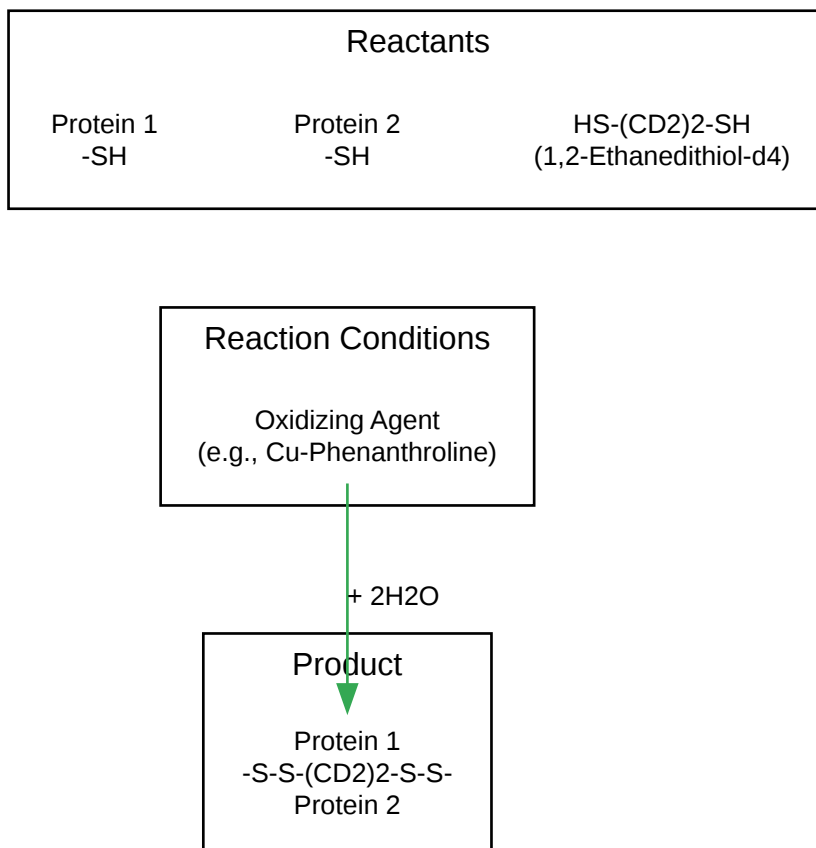 Reactants
Protein 1
-SH
Protein 2
-SH
HS-(CD2)2-SH
(1,2-Ethanedithiol-d4)
Reaction Conditions
Oxidizing Agent
(e.g., Cu-Phenanthroline)
+ 2H2O
Product
Protein 1
-S-S-(CD2)2-S-S-
Protein 2